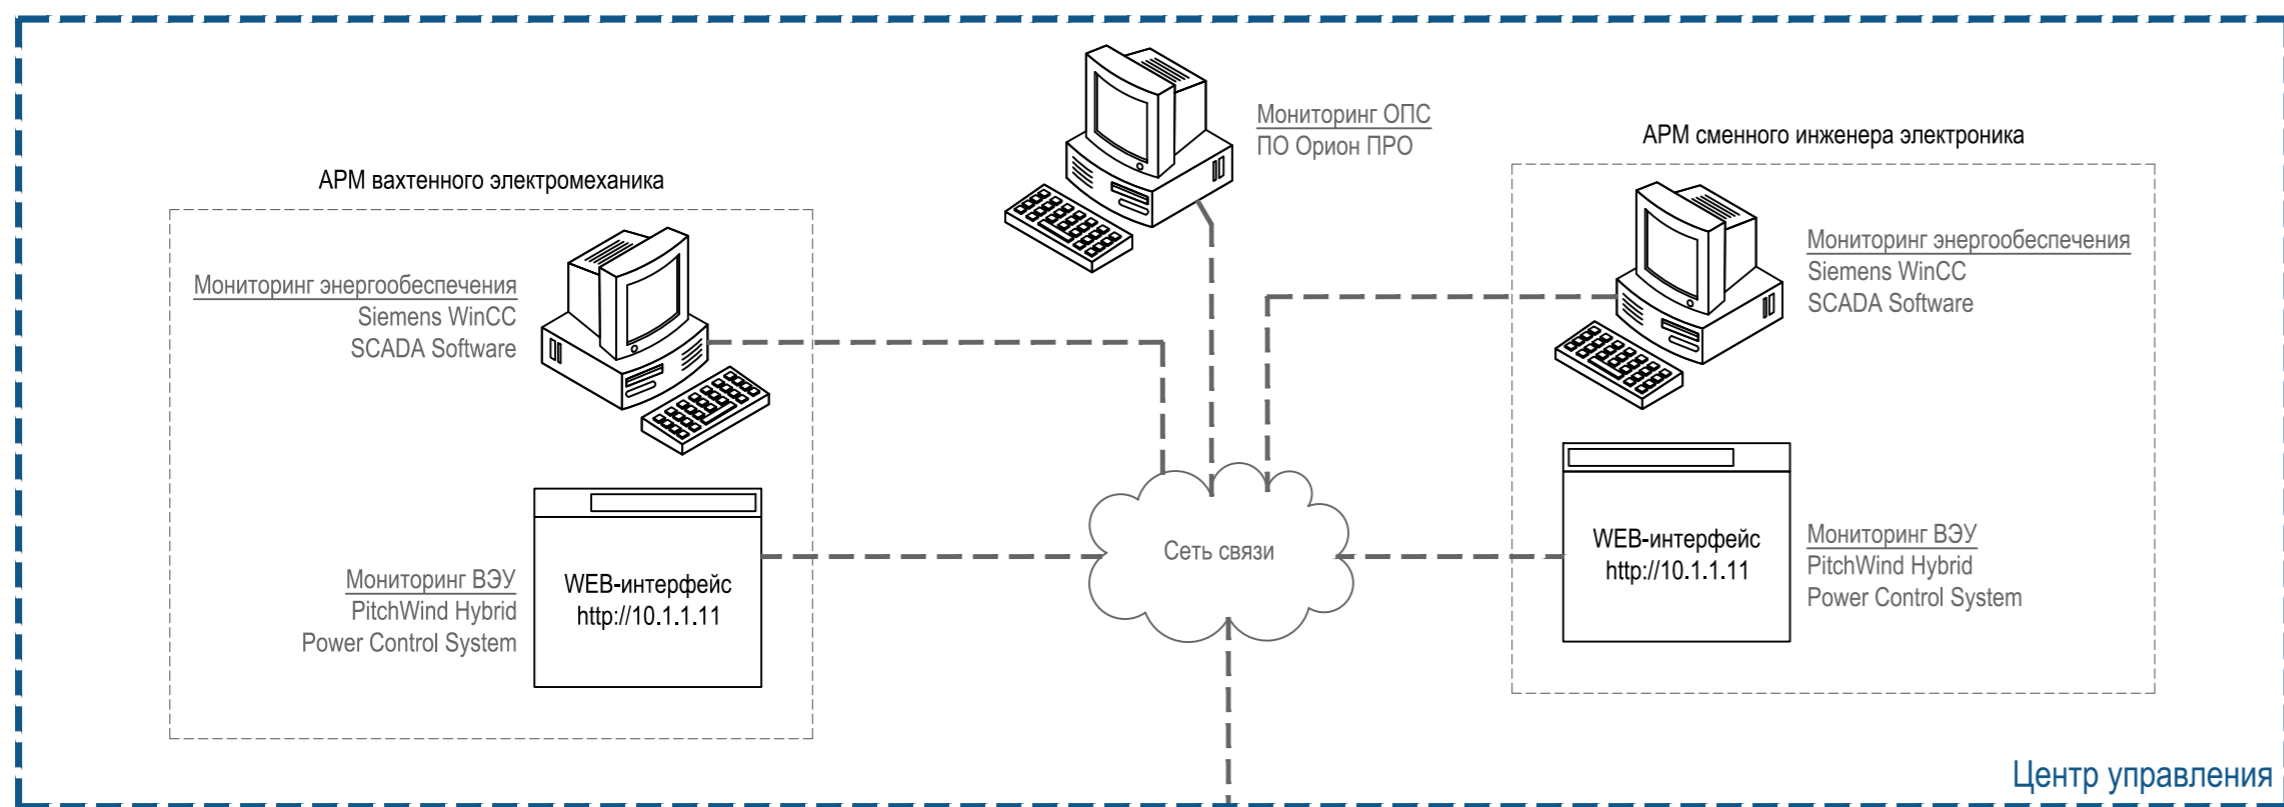 Мониторинг ОПС
ПО Орион ПРО
АРМ сменного инженера электроника
АРМ вахтенного электромеханика
Мониторинг энергообеспечения
Siemens WinCC
SCADA Software
Мониторинг энергообеспечения
Siemens WinCC
SCADA Software
Сеть связи
WEB-интерфейс
http://10.1.1.11
Мониторинг ВЭУ
PitchWind Hybrid
Power Control System
Мониторинг ВЭУ
PitchWind Hybrid
Power Control System
WEB-интерфейс
http://10.1.1.11
Центр управления